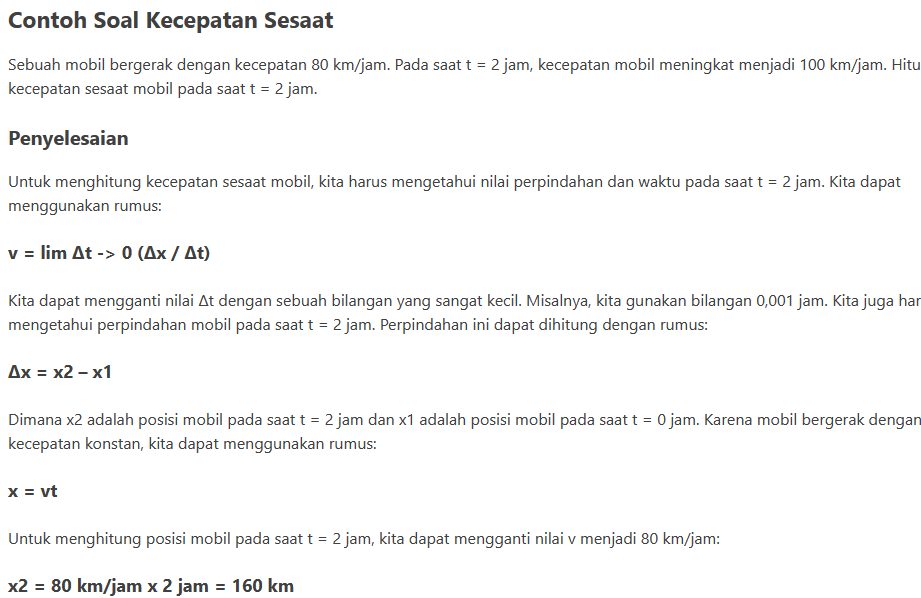 Contoh Soal Kecepatan Sesaat
Sebuah mobil bergerak dengan kecepatan 80 km/jam. Pada saat t = 2 jam, kecepatan mobil meningkat menjadi 100 km/jam. Hitu
kecepatan sesaat mobil pada saat t = 2 jam.
Penyelesaian
Untuk menghitung kecepatan sesaat mobil, kita harus mengetahui nilai perpindahan dan waktu pada saat t = 2 jam. Kita dapat
menggunakan rumus:
v = lim Δt -> 0 (Δx / Δt)
Kita dapat mengganti nilai Δt dengan sebuah bilangan yang sangat kecil. Misalnya, kita gunakan bilangan 0,001 jam. Kita juga har
mengetahui perpindahan mobil pada saat t = 2 jam. Perpindahan ini dapat dihitung dengan rumus:
Δx = x2 – x1
Dimana x2 adalah posisi mobil pada saat t = 2 jam dan x1 adalah posisi mobil pada saat t = 0 jam. Karena mobil bergerak dengan
kecepatan konstan, kita dapat menggunakan rumus:
x = vt
Untuk menghitung posisi mobil pada saat t = 2 jam, kita dapat mengganti nilai v menjadi 80 km/jam:
x2 = 80 km/jam x 2 jam = 160 km